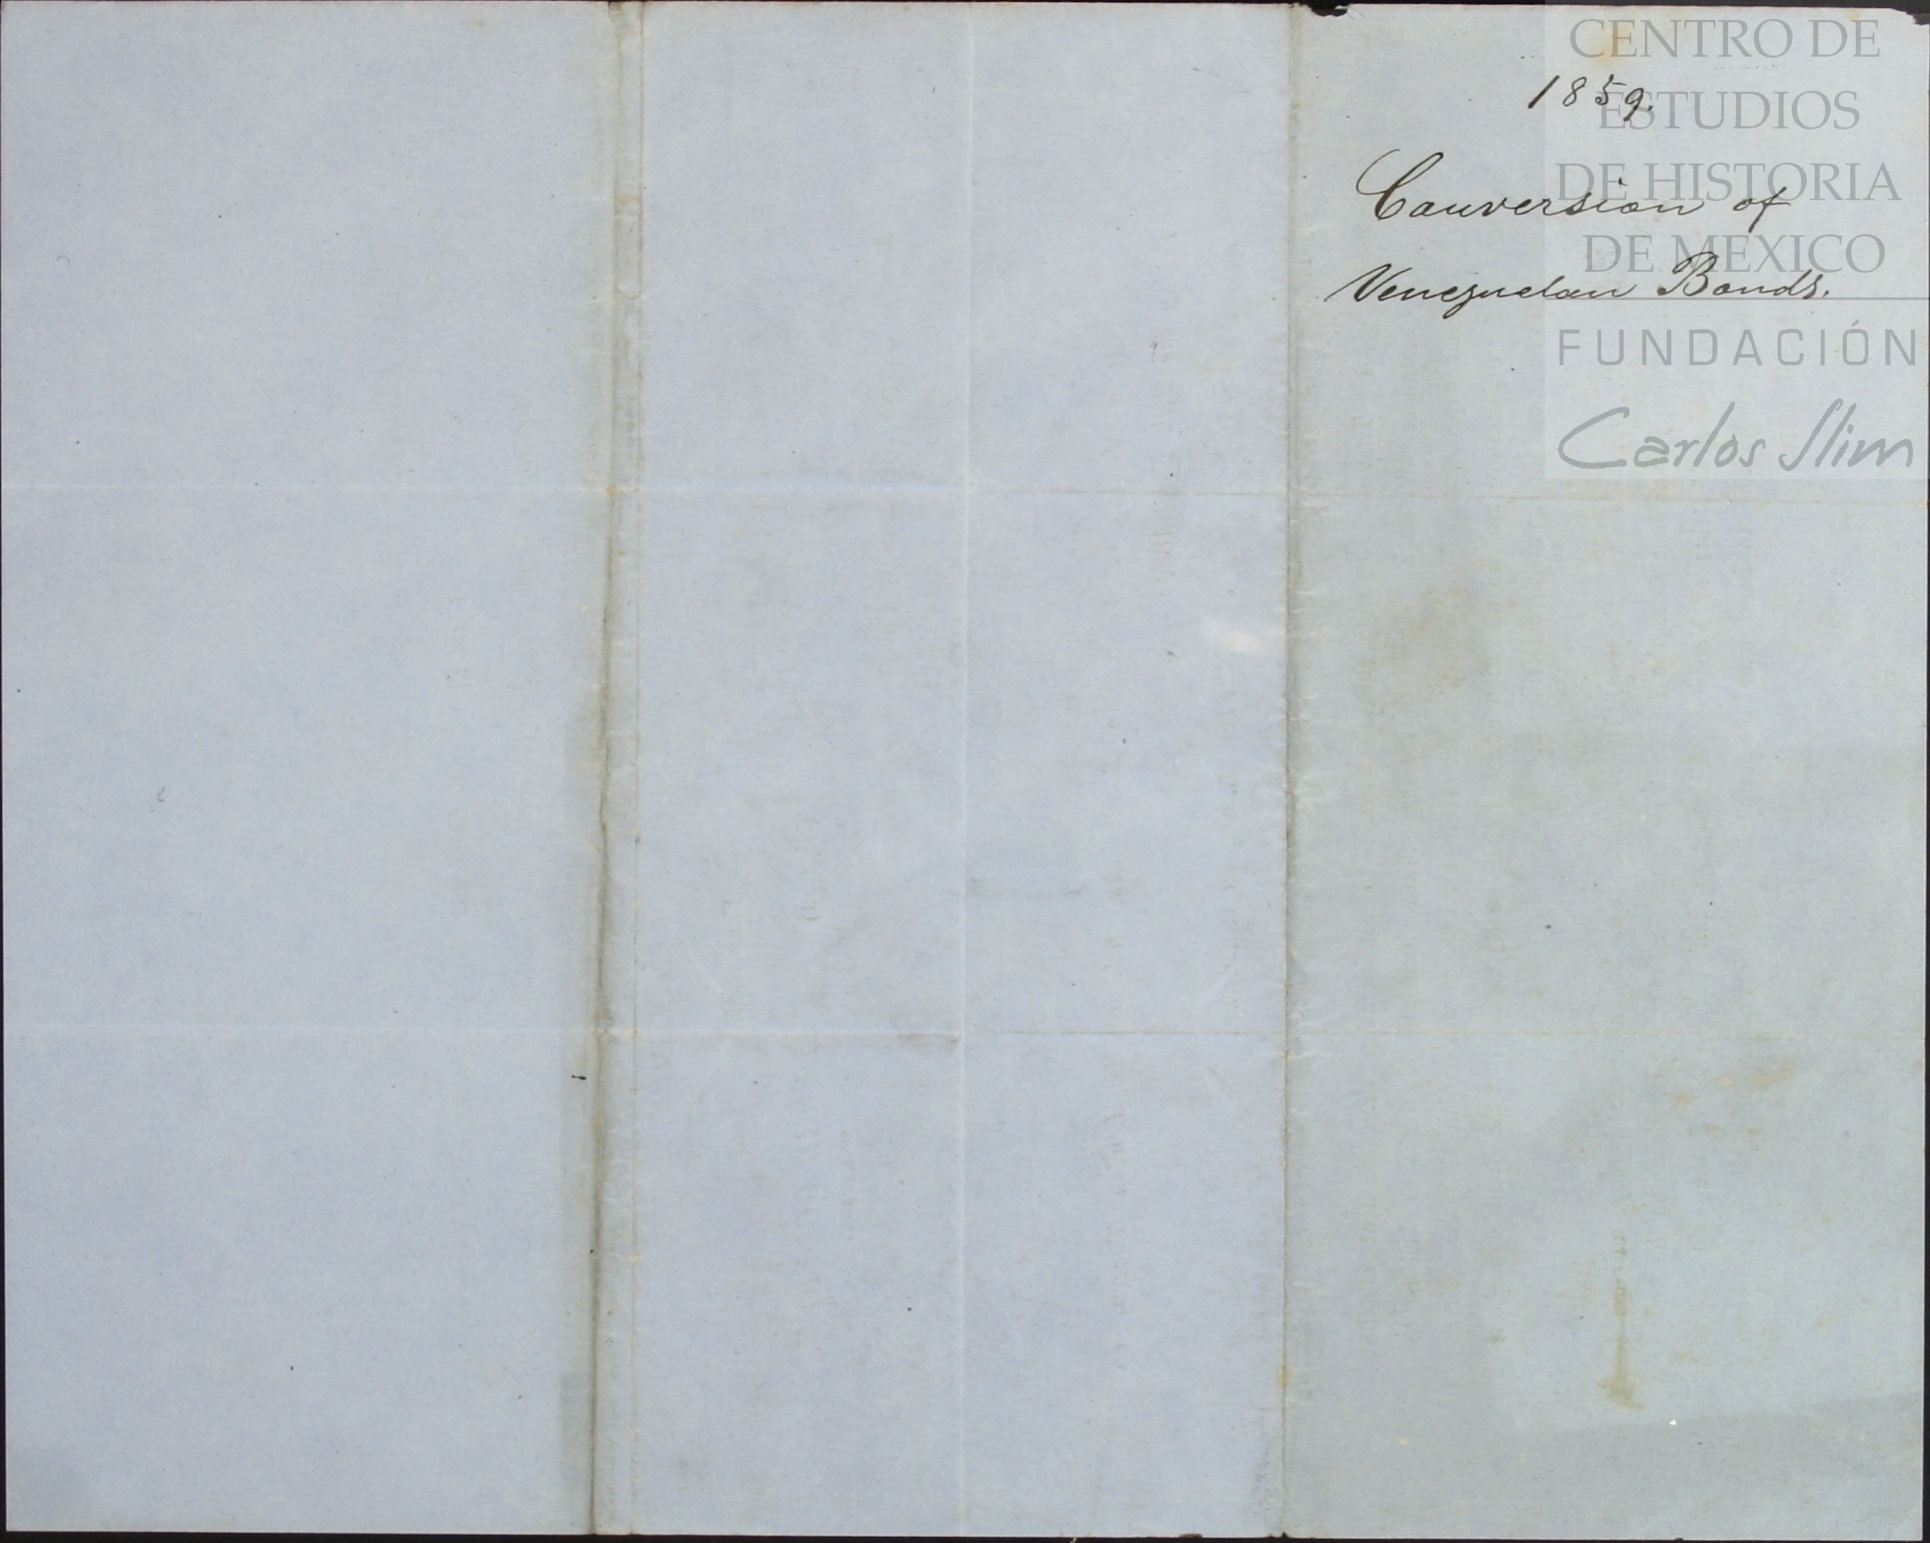 1859.
Conversion of
Venezuelan Bonds.
CENTRO DE
ESTUDIOS
DE HISTORIA
DE MEXICO
FUNDACIÓN
Carlos Slim